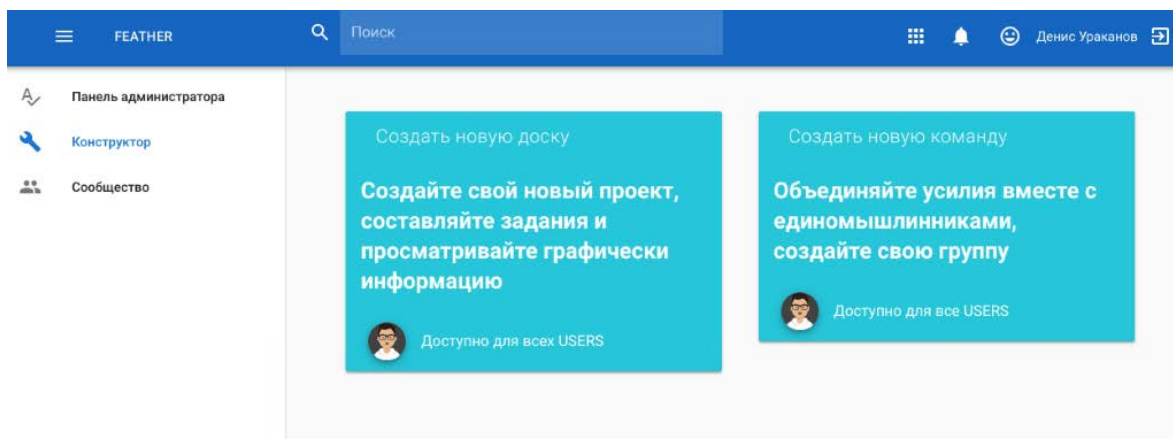 FEATHER
Поиск
Денис Ураканов
Панель администратора
Конструктор
Сообщество
Создать новую доску
Создайте свой новый проект,
составляйте задания и
просматривайте графически
информацию
Доступно для всех USERS
Создать новую команду
Объединяйте усилия вместе с
единомышлинниками,
создайте свою группу
Доступно для все USERS